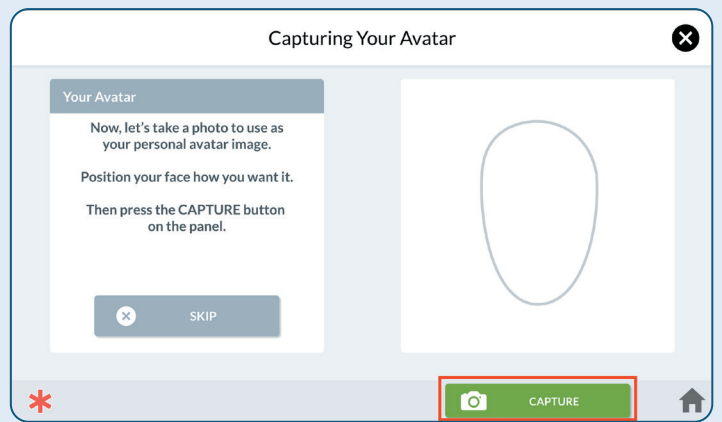 Capturing Your Avatar
Your Avatar
Now, let's take a photo to use as
your personal avatar image.
Position your face how you want it.
Then press the CAPTURE button
on the panel.
SKIP
CAPTURE